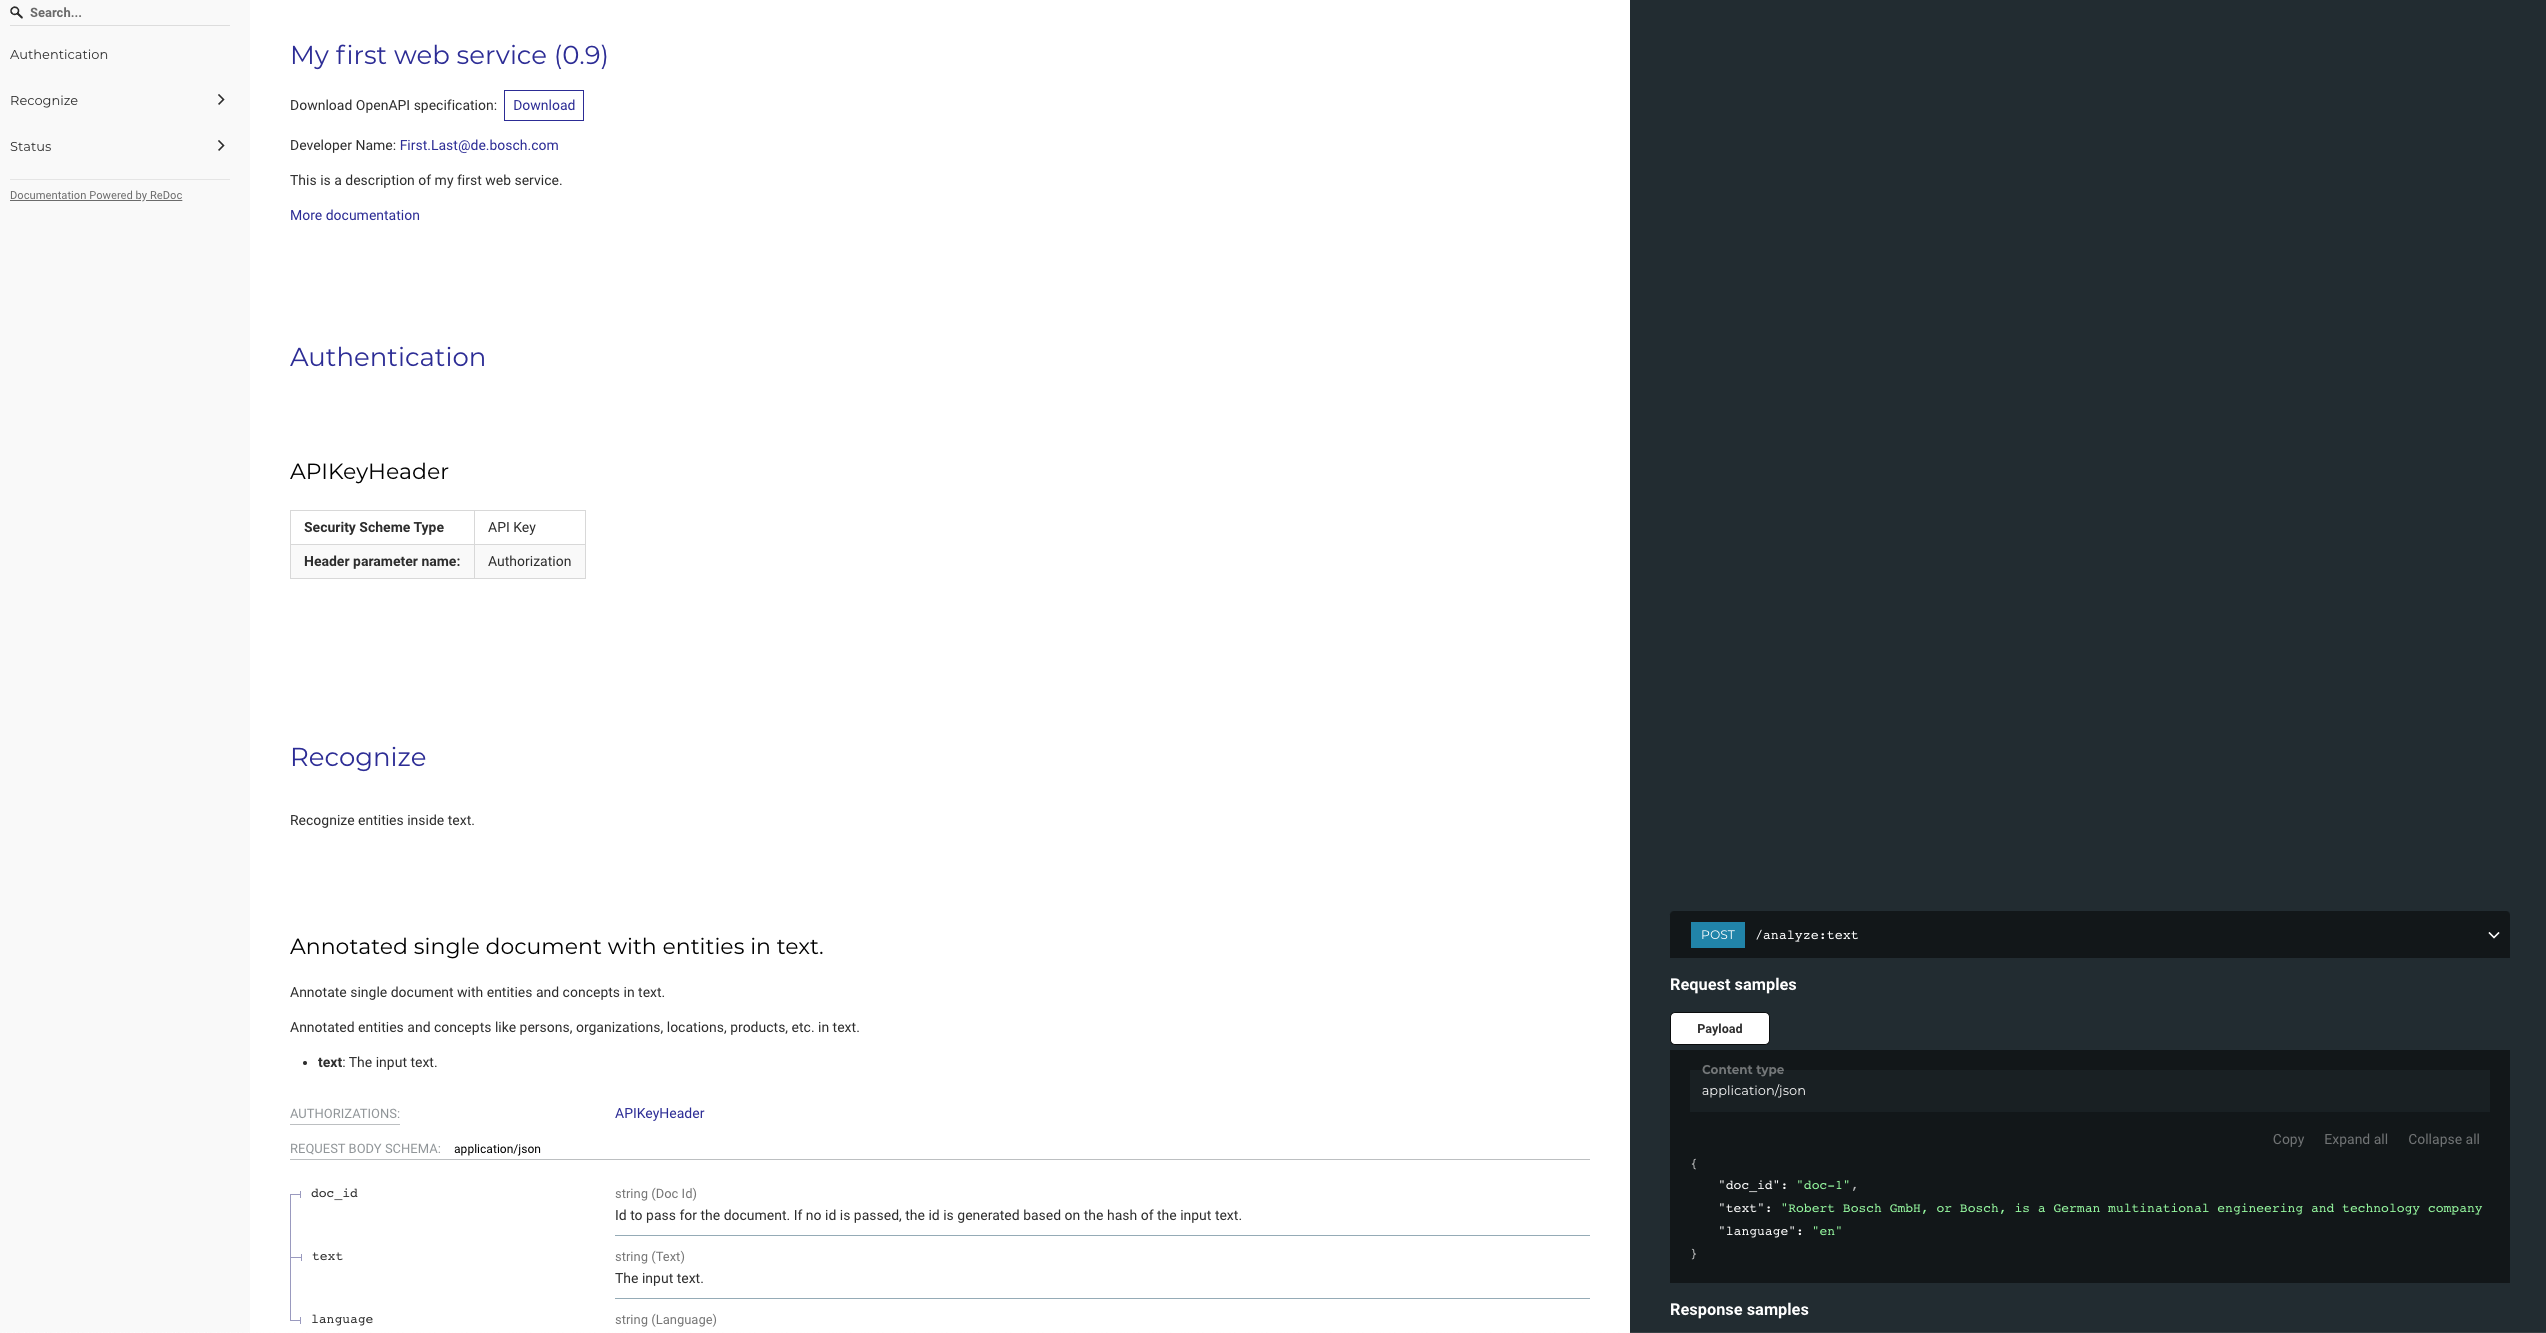 Search...
Authentication
Recognize
Status
Documentation Powered by ReDoc
My first web service (0.9)
Download OpenAPI specification: Download
Developer Name: First.Last@de.bosch.com
This is a description of my first web service.
More documentation
Authentication
APIKeyHeader
Security Scheme Type API Key
Header parameter name: Authorization
Recognize
Recognize entities inside text.
Annotated single document with entities in text.
Annotate single document with entities and concepts in text.
Annotated entities and concepts like persons, organizations, locations, products, etc. in text.
• text: The input text.
AUTHORIZATIONS: APIKeyHeader
REQUEST BODY SCHEMA: application/json
doc_id string (Doc Id)
Id to pass for the document. If no id is passed, the id is generated based on the hash of the input text.
text string (Text)
The input text.
language string (Language)
POST /analyze:text
Request samples
Payload
Content type
application/json
Copy Expand all Collapse all
{
"doc_id": "doc-1",
"text": "Robert Bosch GmbH, or Bosch, is a German multinational engineering and technology company
"language": "en"
}
Response samples